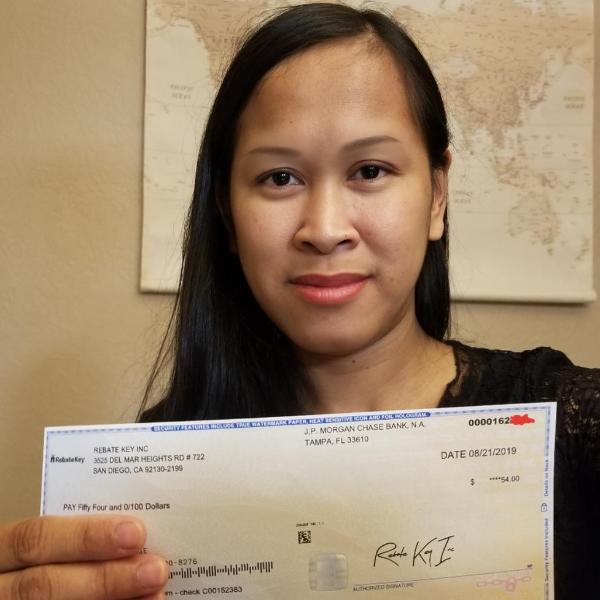 SECURITY FEATURES INCLUDE TRUE WATERMARK PAPER, HEAT SENSITIVE ICON AND FOIL HOLOGRAM
RebateKey
REBATE KEY INC
3525 DEL MAR HEIGHTS RD # 722
SAN DIEGO, CA 92130-2199
J.P. MORGAN CHASE BANK, N.A.
TAMPA, FL 33610
0000162
DATE 08/21/2019
$ ****54.00
PAY Fifty Four and 0/100 Dollars
0-8276
- check C00152383
Rebate Key Inc
AUTHORIZED SIGNATURE
Security Features Included
Details on Back